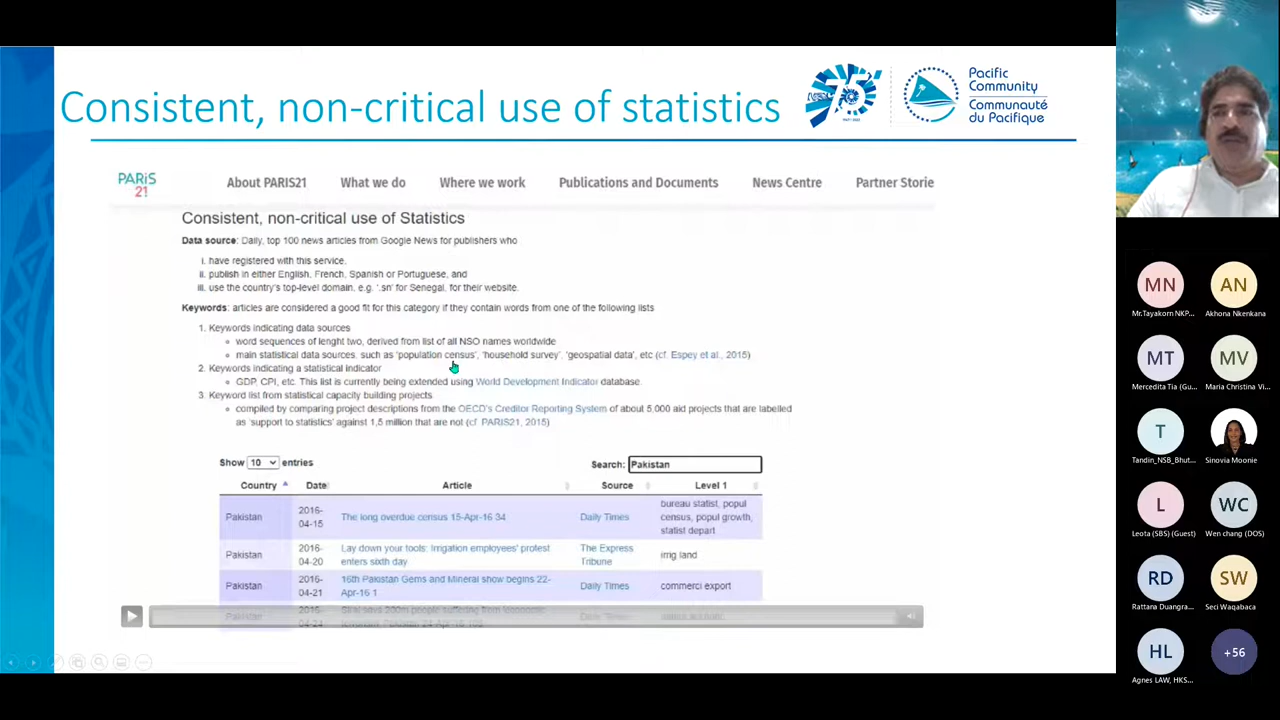 Consistent, non-critical use of statistics
75
Pacific
Community
Communauté
du Pacifique
PARIS
21
About PARIS21
What we do
Where we work
Publications and Documents
News Centre
Partner Storie
Consistent, non-critical use of Statistics
Data source: Daily, top 100 news articles from Google News for publishers who
i. have registered with this service,
ii. publish in either English, French, Spanish or Portuguese, and
iii. use the country's top-level domain, e.g. '.sn' for Senegal, for their website.
Keywords: articles are considered a good fit for this category if they contain words from one of the following lists
1. Keywords indicating data sources
word sequences of lenght two, derived from list of all NSO names worldwide
main statistical data sources, such as 'population census', 'household survey', 'geospatial data', etc (cf. Espey et al., 2015)
2. Keywords indicating a statistical indicator
GDP, CPI, etc. This list is currently being extended using World Development Indicator database.
3. Keyword list from statistical capacity building projects
compiled by comparing project descriptions from the OECD's Creditor Reporting System of about 5,000 aid projects that are labelled
as 'support to statistics' against 1,5 million that are not (cf PARIS21, 2015)
Show 10 entries
Search: Pakistan
Country Date Article Source Level 1
Pakistan 2016-04-15 The long overdue census 15-Apr-16 34 Daily Times bureau statist, popul
census, popul growth,
statist depart
Pakistan 2016-04-20 Lay down your tools: Irrigation employees' protest
enters sixth day The Express
Tribune irrig land
Pakistan 2016-04-21 16th Pakistan Gems and Mineral show begins 22-
Apr-16 1 Daily Times commerci export
Pakistan 2016-
MN
AN
Mr.Tayakorn NKP...
Akhona Nkenkana
MT
MV
Mercedita Tia (Gu...
Maria Christina Vi...
T
Tandin_NSB_Bhut...
Sinovia Moonie
L
WC
Leota (SBS) (Guest)
Wen chang (DOS)
RD
SW
Rattana Duangra...
Seci Waqabaca
HL
+56
Agnes LAW, HKS...